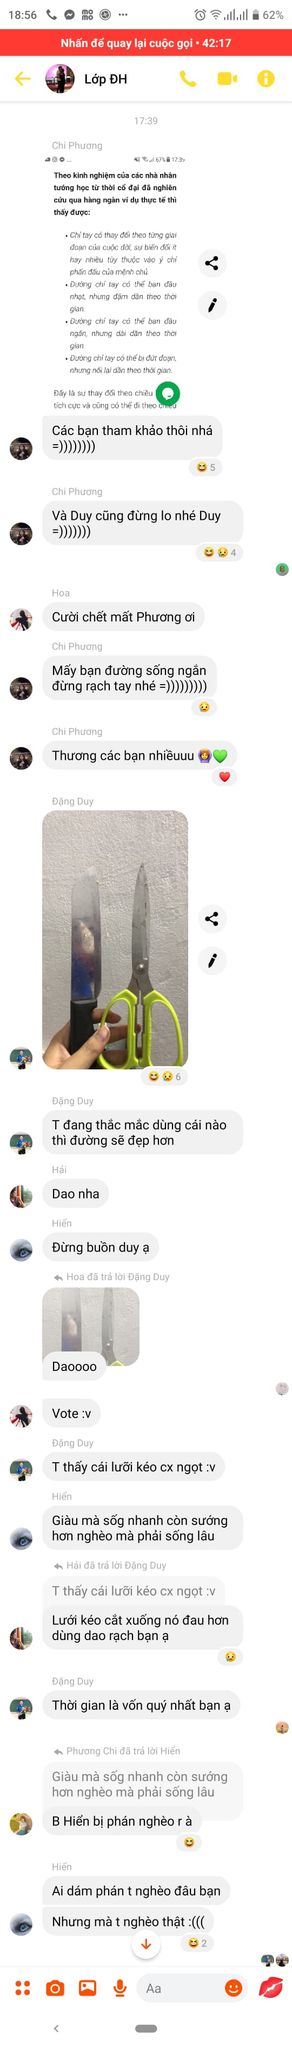 18:56
62%
Nhấn để quay lại cuộc gọi • 42:17
Lớp ĐH
17:39
Chi Phương
67% 17:39
Theo kinh nghiệm của các nhà nhân
tướng học từ thời cổ đại đã nghiên
cứu qua hàng ngàn ví dụ thực tế thì
thấy được:
• Chỉ tay có thay đổi theo từng giai
đoạn của cuộc đời, sự biến đổi ít
hay nhiều tùy thuộc vào ý chí
phấn đấu của mệnh chủ.
• Đường chỉ tay có thể ban đầu
nhạt, nhưng đậm dần theo thời
gian.
• Đường chỉ tay có thể ban đầu
ngắn, nhưng dài dần theo thời
gian.
• Đường chỉ tay có thể bị đứt đoạn,
nhưng nối lại dần theo thời gian.
Đấy là sự thay đổi theo chiều
tích cực và cũng có thể đi theo chiều
Các bạn tham khảo thôi nhá
=))))))))
😆 5
Chi Phương
Và Duy cũng đừng lo nhé Duy
=)))))))
😆😢 4
Hoa
Cười chết mất Phương ơi
Chi Phương
Mấy bạn đường sống ngắn
đừng rạch tay nhé =)))))))))
😢
Chi Phương
Thương các bạn nhiềuuu 🙆‍♀️💚
❤️
Đặng Duy
😆😢 6
Đặng Duy
T đang thắc mắc dùng cái nào
thì đường sẽ đẹp hơn
Hải
Dao nha
Hiến
Đừng buồn duy ạ
Hoa đã trả lời Đặng Duy
Daoooo
Vote :v
Đặng Duy
T thấy cái lưỡi kéo cx ngọt :v
Hiến
Giàu mà sốg nhanh còn sướng
hơn nghèo mà phải sống lâu
Hải đã trả lời Đặng Duy
T thấy cái lưỡi kéo cx ngọt :v
Lưới kéo cắt xuống nó đau hơn
dùng dao rạch bạn ạ
😢
Đặng Duy
Thời gian là vốn quý nhất bạn ạ
Phương Chi đã trả lời Hiến
Giàu mà sốg nhanh còn sướng
hơn nghèo mà phải sống lâu
B Hiến bị phán nghèo r à
😆
Hiến
Ai dám phán t nghèo đâu bạn
Nhưng mà t nghèo thật :(((
😆 2
Aa